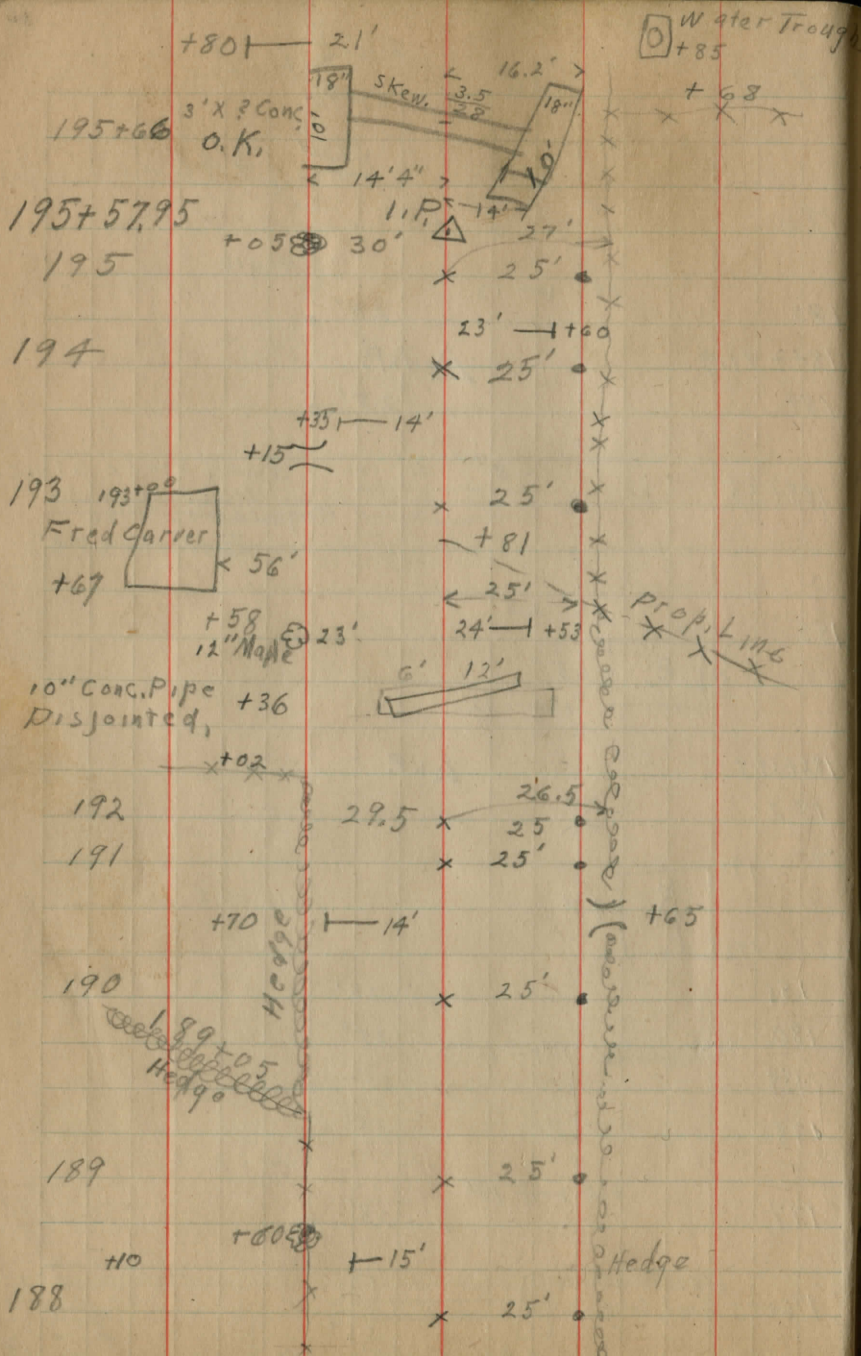 Water Trough
+80 21'
+85
16.2'
18" Skew. 3.5 18"
28
+68
3' X ? Conc. 10' 10'
195+66 O.K.
14'4"
195+57.95 I.P. 14'
+05 30' 27'
195 25'
23' +60
194 25'
+35 14'
+15
193 193+00 25'
Fred Carver +81
56'
+67
25'
+58 23' 24' +53 Prop. Line
12" Maple
6' 12'
10" Conc. Pipe +36
Disjointed,
+02
26.5
192 29.5 25
191 25'
+70 14' +65
Hedge
190 25'
189+05
Hedge
189 25'
+60
+10 15' Hedge
188 25'